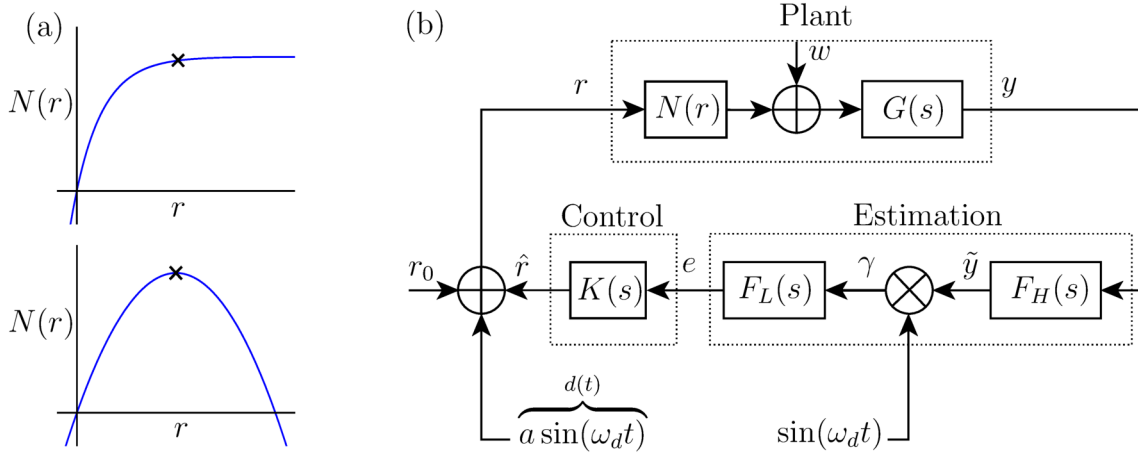 (a)
N(r)
r
N(r)
r
(b)
Plant
r
N(r)
w
G(s)
y
Control
Estimation
r₀
r̂
K(s)
e
F_L(s)
γ
ỹ
F_H(s)
d(t)
a sin(ω_d t)
sin(ω_d t)